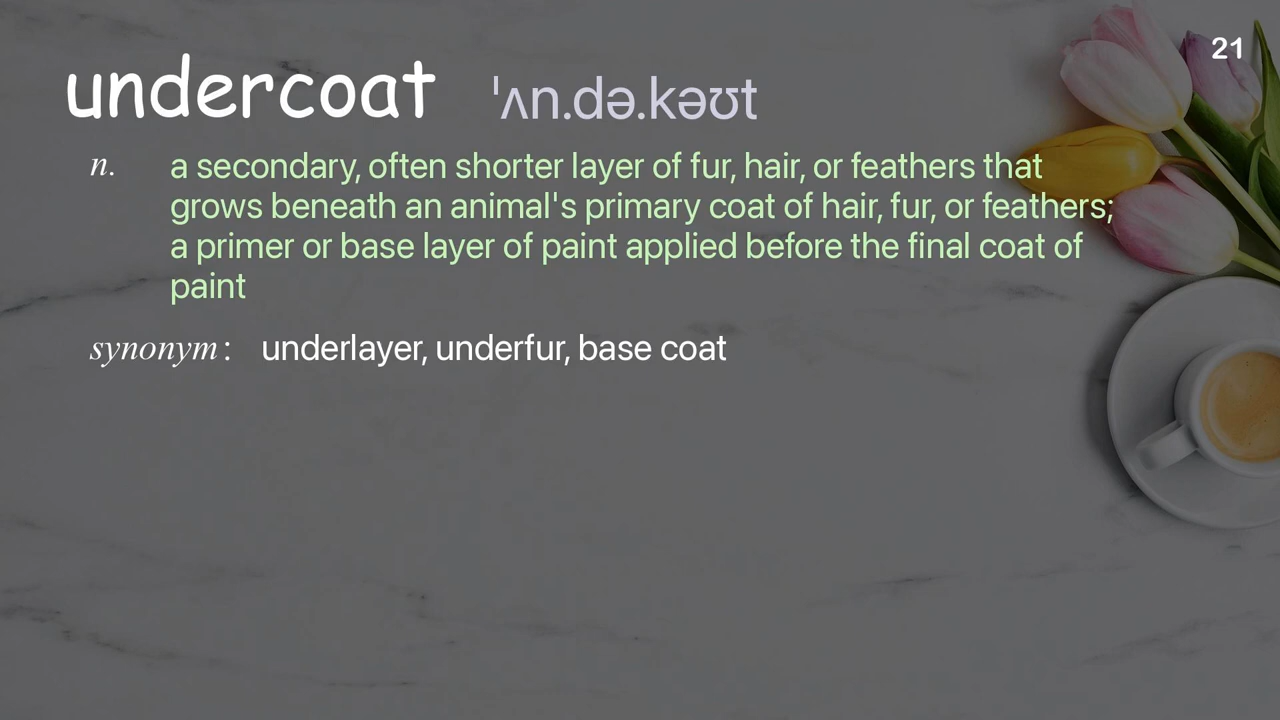 21
undercoat ˈʌn.də.kəʊt
n. a secondary, often shorter layer of fur, hair, or feathers that
grows beneath an animal's primary coat of hair, fur, or feathers;
a primer or base layer of paint applied before the final coat of
paint
synonym: underlayer, underfur, base coat